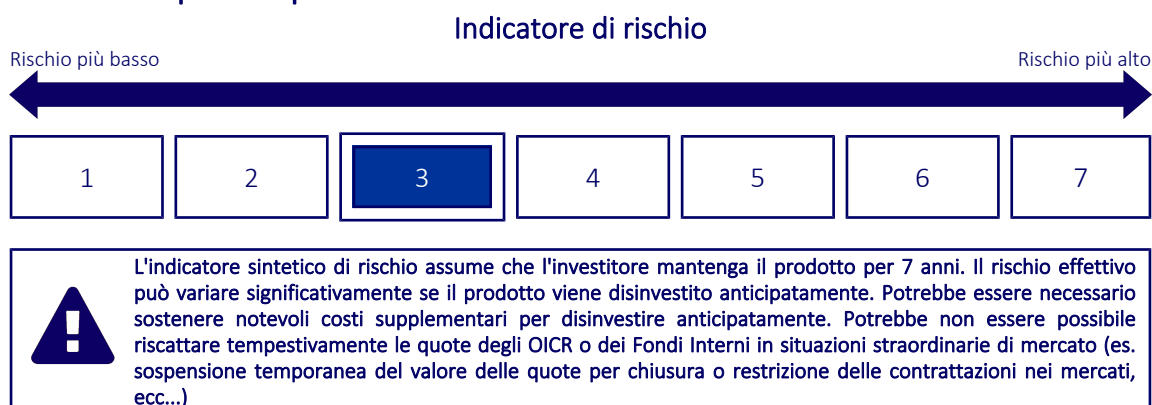 Indicatore di rischio
Rischio più basso
Rischio più alto
1 2 3 4 5 6 7
L'indicatore sintetico di rischio assume che l'investitore mantenga il prodotto per 7 anni. Il rischio effettivo
può variare significativamente se il prodotto viene disinvestito anticipatamente. Potrebbe essere necessario
sostenere notevoli costi supplementari per disinvestire anticipatamente. Potrebbe non essere possibile
riscattare tempestivamente le quote degli OICR o dei Fondi Interni in situazioni straordinarie di mercato (es.
sospensione temporanea del valore delle quote per chiusura o restrizione delle contrattazioni nei mercati,
ecc...)